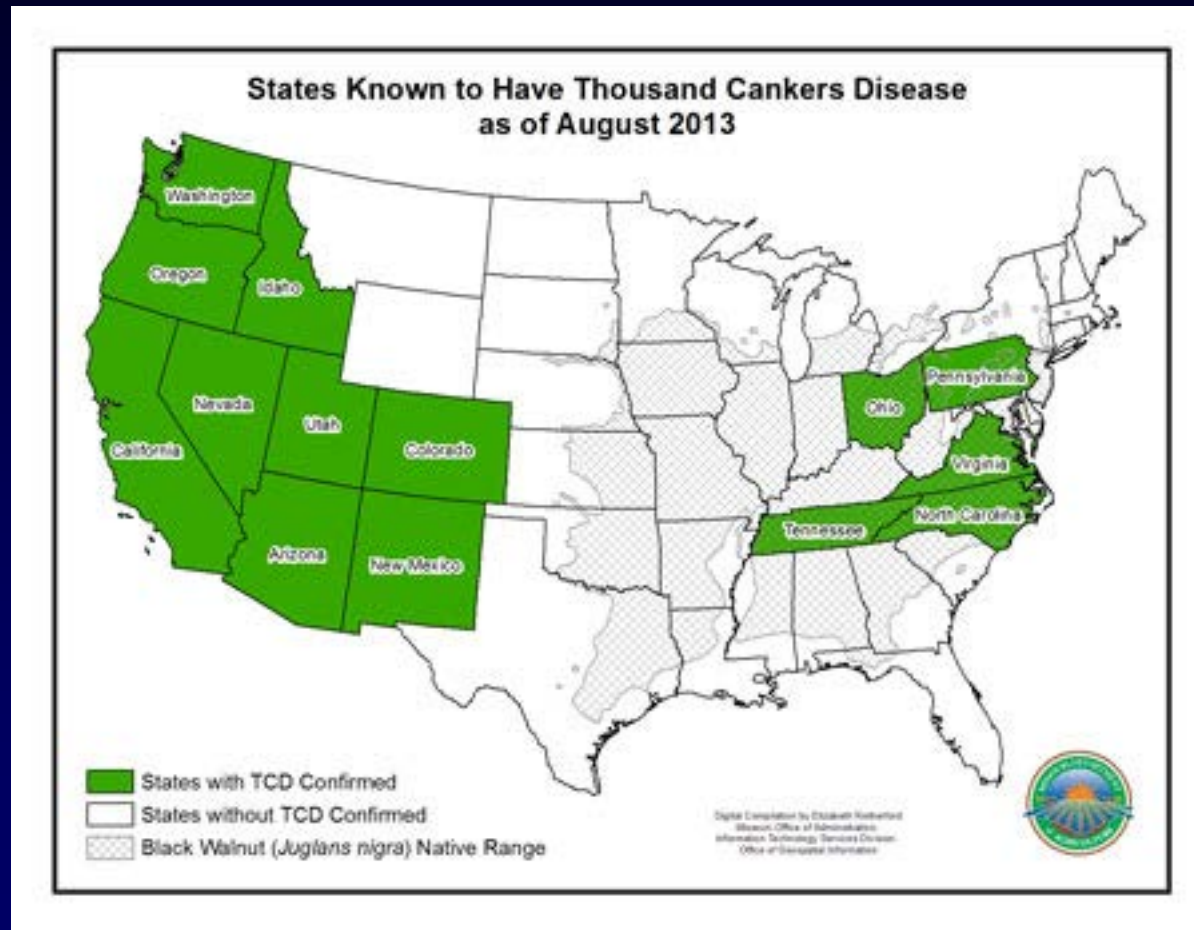 States Known to Have Thousand Cankers Disease
as of August 2013
Washington
Oregon
Idaho
Nevada
Utah
Colorado
California
Arizona
New Mexico
Pennsylvania
Ohio
Virginia
North Carolina
Tennessee
States with TCD Confirmed
States without TCD Confirmed
Black Walnut (Juglans nigra) Native Range
Digital Compilation by Elizabeth
Missouri Office of Administration
Information Technology Services Division
Office of Geospatial Information